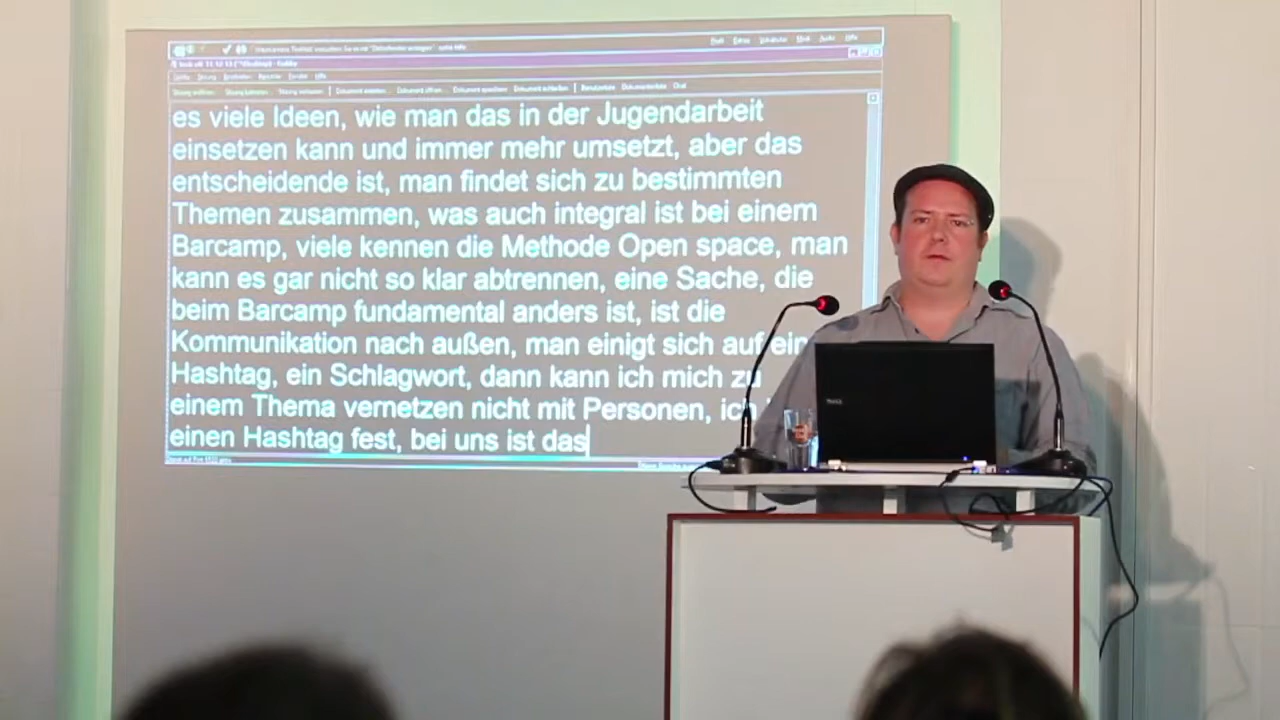 es viele Ideen, wie man das in der Jugendarbeit
einsetzen kann und immer mehr umsetzt, aber das
entscheidende ist, man findet sich zu bestimmten
Themen zusammen, was auch integral ist bei einem
Barcamp, viele kennen die Methode Open space, man
kann es gar nicht so klar abtrennen, eine Sache, die
beim Barcamp fundamental anders ist, ist die
Kommunikation nach außen, man einigt sich auf ein
Hashtag, ein Schlagwort, dann kann ich mich zu
einem Thema vernetzen nicht mit Personen, ich
einen Hashtag fest, bei uns ist das